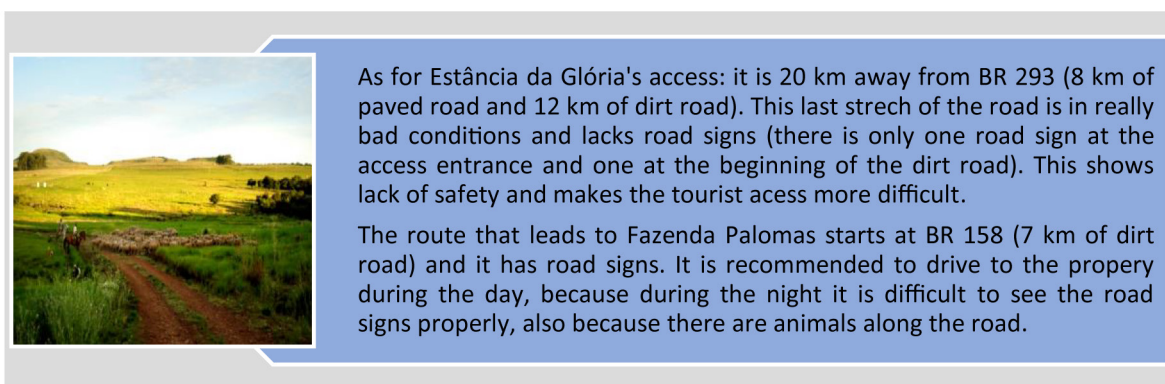 As for Estância da Glória's access: it is 20 km away from BR 293 (8 km of
paved road and 12 km of dirt road). This last strech of the road is in really
bad conditions and lacks road signs (there is only one road sign at the
access entrance and one at the beginning of the dirt road). This shows
lack of safety and makes the tourist acess more difficult.
The route that leads to Fazenda Palomas starts at BR 158 (7 km of dirt
road) and it has road signs. It is recommended to drive to the propery
during the day, because during the night it is difficult to see the road
signs properly, also because there are animals along the road.